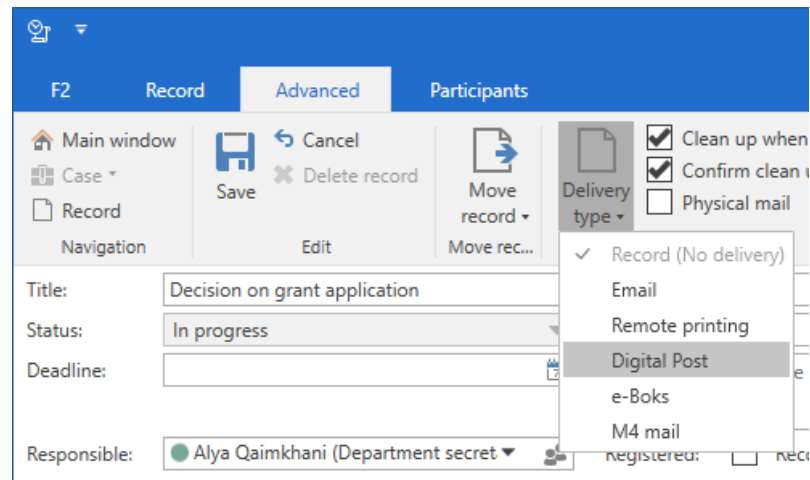 F2 Record Advanced Participants
Main window
Case
Record
Navigation
Save
Cancel
Delete record
Edit
Move
record
Move rec...
Delivery
type
Clean up when
Confirm clean
Physical mail
Record (No delivery)
Email
Remote printing
Digital Post
e-Boks
M4 mail
Title: Decision on grant application
Status: In progress
Deadline:
Responsible: Alya Qaimkhani (Department secret
Registered: